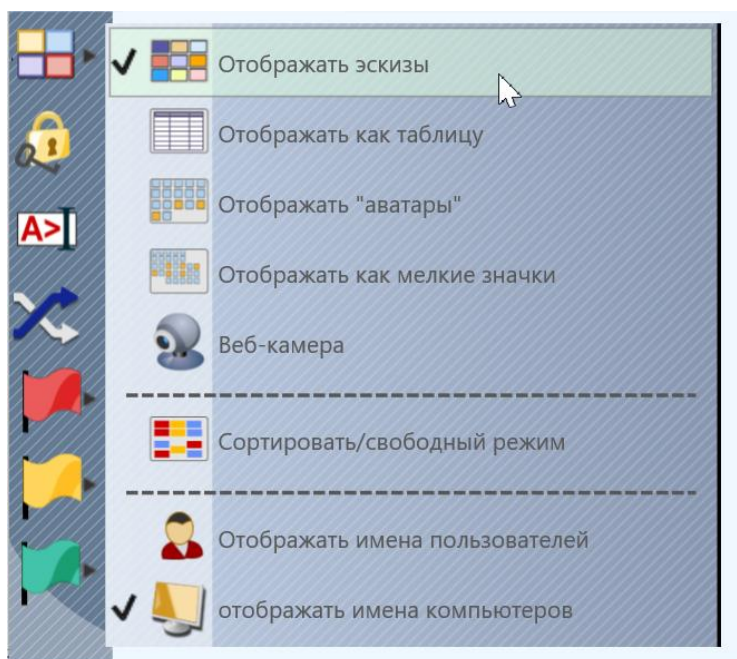 Отображать эскизы
Отображать как таблицу
Отображать "аватары"
A>
Отображать как мелкие значки
Веб-камера
Сортировать/свободный режим
Отображать имена пользователей
отображать имена компьютеров